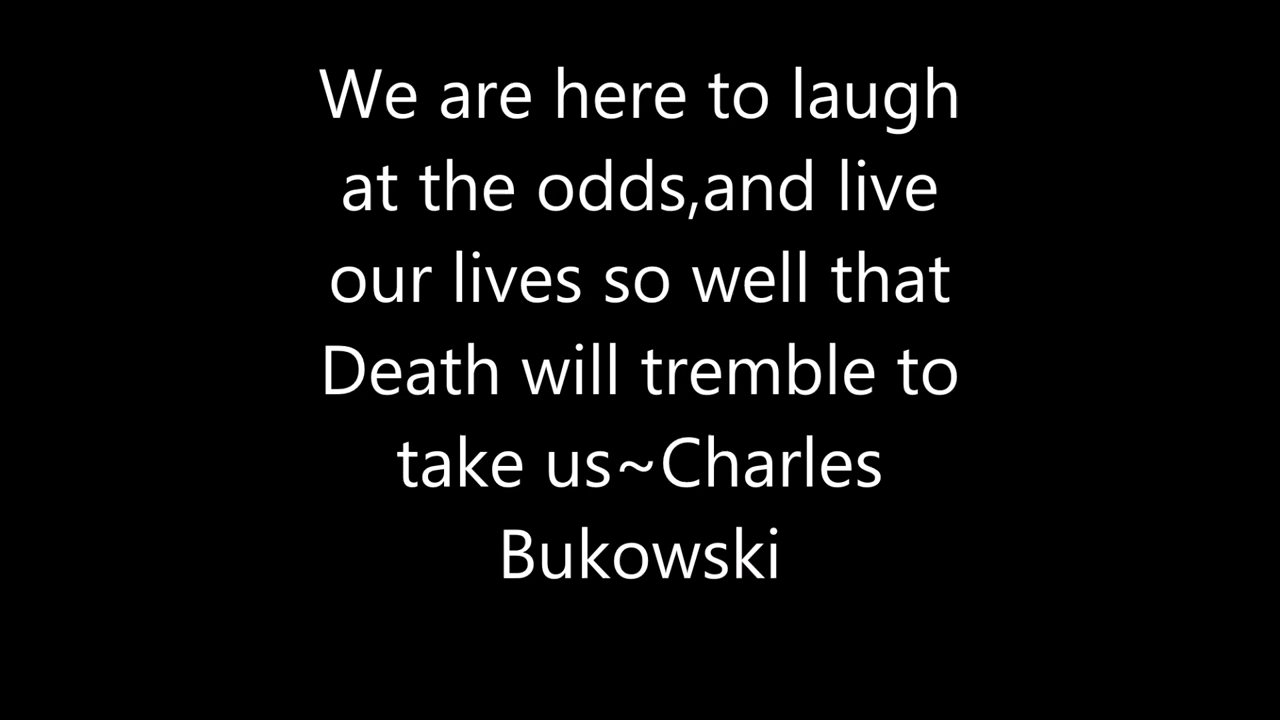 We are here to laugh
at the odds,and live
our lives so well that
Death will tremble to
take us~Charles
Bukowski